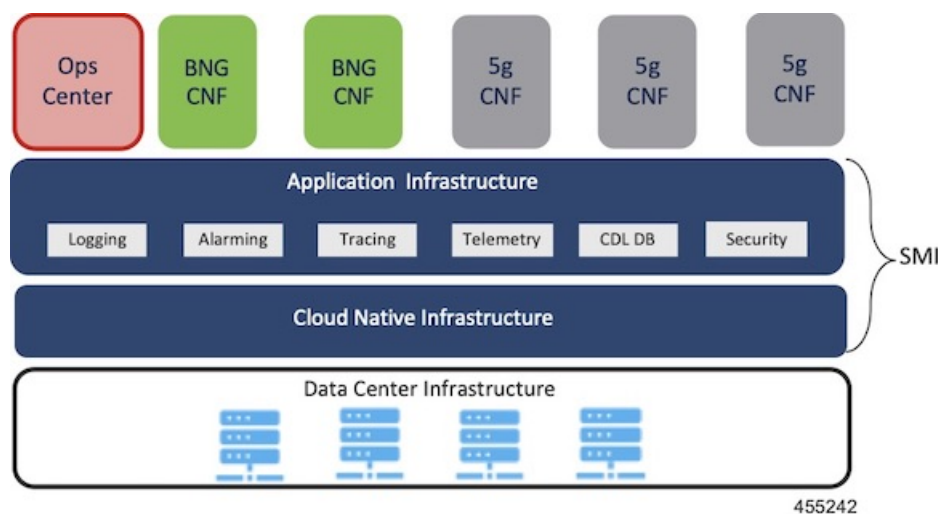 Ops
Center
BNG
CNF
BNG
CNF
5g
CNF
5g
CNF
5g
CNF
Application Infrastructure
Logging
Alarming
Tracing
Telemetry
CDL DB
Security
SMI
Cloud Native Infrastructure
Data Center Infrastructure
455242